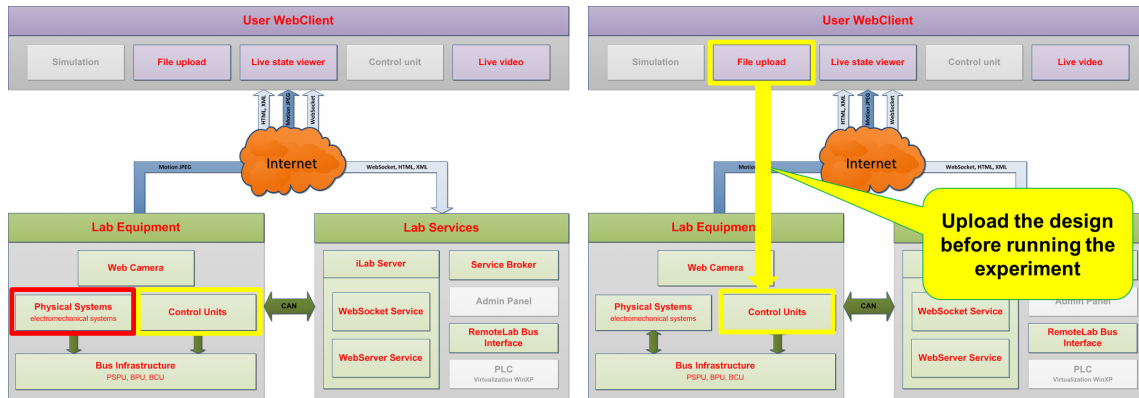 User WebClient
Simulation
File upload
Live state viewer
Control unit
Live video
HTML, XML
Motion JPEG
WebSocket
Internet
Motion JPEG
WebSocket, HTML, XML
Lab Equipment
Lab Services
Web Camera
Physical Systems
electromechanical systems
Control Units
Bus Infrastructure
PSPU, BPU, BCU
CAN
iLab Server
WebSocket Service
WebServer Service
Service Broker
Admin Panel
RemoteLab Bus
Interface
PLC
Virtualization WinXP
User WebClient
Simulation
File upload
Live state viewer
Control unit
Live video
HTML, XML
Motion JPEG
WebSocket
Internet
Motion JPEG
WebSocket, HTML, XML
Upload the design
before running the
experiment
Lab Equipment
Web Camera
Physical Systems
electromechanical systems
Control Units
Bus Infrastructure
PSPU, BPU, BCU
CAN
WebSocket Service
WebServer Service
Admin Panel
RemoteLab Bus
Interface
PLC
Virtualization WinXP